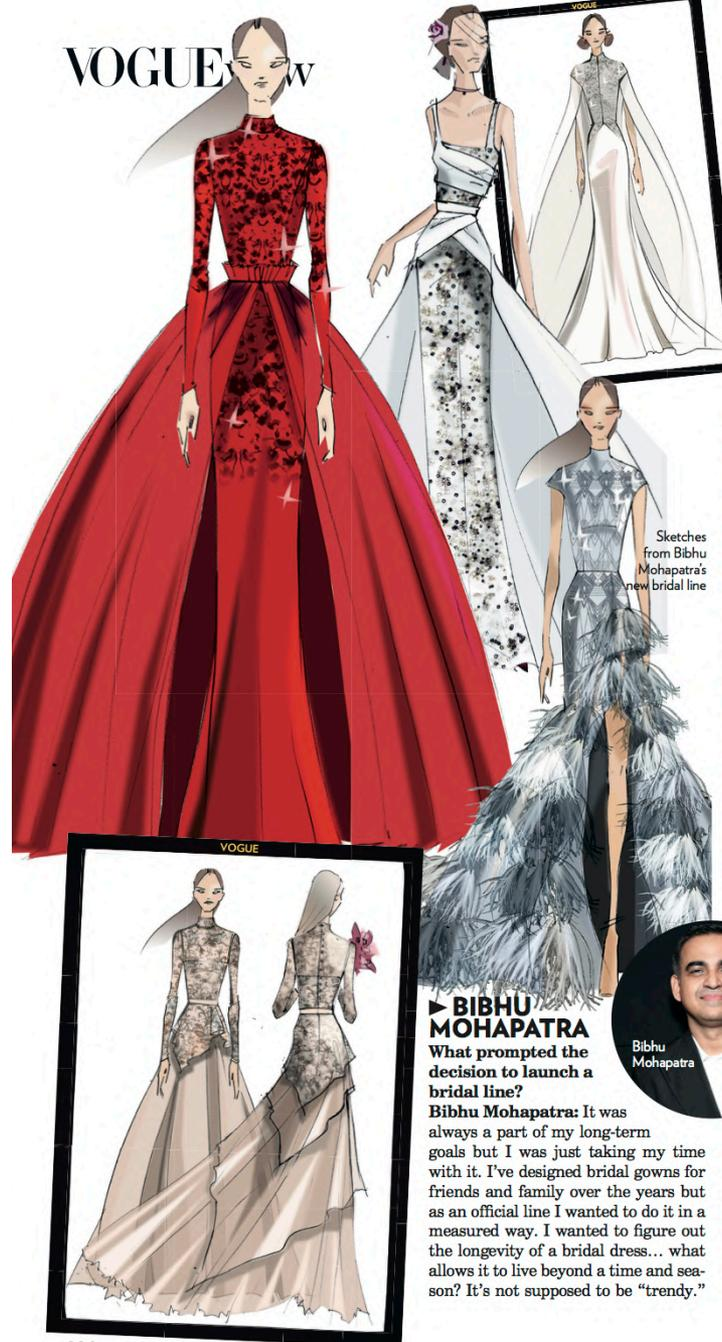 VOGUE
VOGUE
Sketches
from Bibhu
Mohapatra's
new bridal line
VOGUE
► BIBHU
MOHAPATRA
Bibhu
Mohapatra
What prompted the
decision to launch a
bridal line?
Bibhu Mohapatra: It was
always a part of my long-term
goals but I was just taking my time
with it. I've designed bridal gowns for
friends and family over the years but
as an official line I wanted to do it in a
measured way. I wanted to figure out
the longevity of a bridal dress... what
allows it to live beyond a time and sea-
son? It's not supposed to be "trendy."